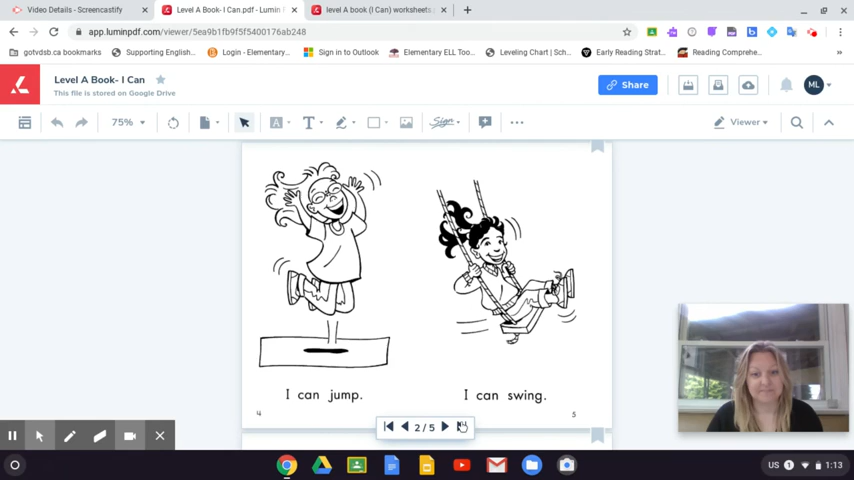 Video Details - Screencastify
Level A Book- I Can.pdf - Lumin
level A book (I Can) worksheets
app.luminpdf.com/viewer/5ea9b1fb9f5f5400176ab248
gotvdsb.ca bookmarks
Supporting English...
Login - Elementary...
Sign in to Outlook
Elementary ELL Too...
Leveling Chart |...
Early Reading Strat...
Reading Comprehe...
Level A Book- I Can
This file is stored on Google Drive
Share
ML
75%
T
Sign
Viewer
I can jump.
I can swing.
4
5
2 / 5
US
1
1:13